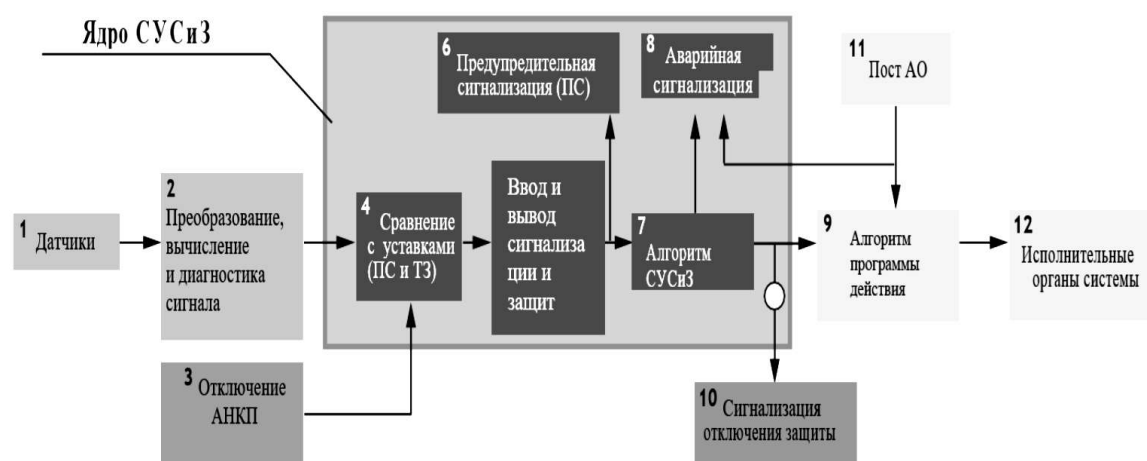 Ядро СУСиЗ
6 Предупредительная
сигнализация (ПС)
8 Аварийная
сигнализация
11
Пост АО
1 Датчики
2
Преобразование,
вычисление
и диагностика
сигнала
4 Сравнение
с уставками
(ПС и ТЗ)
Ввод и
вывод
сигнализа
ции и
защит
7
Алгоритм
СУСиЗ
9 Алгоритм
программы
действия
12
Исполнительные
органы системы
3 Отключение
АНКП
10 Сигнализация
отключения защиты